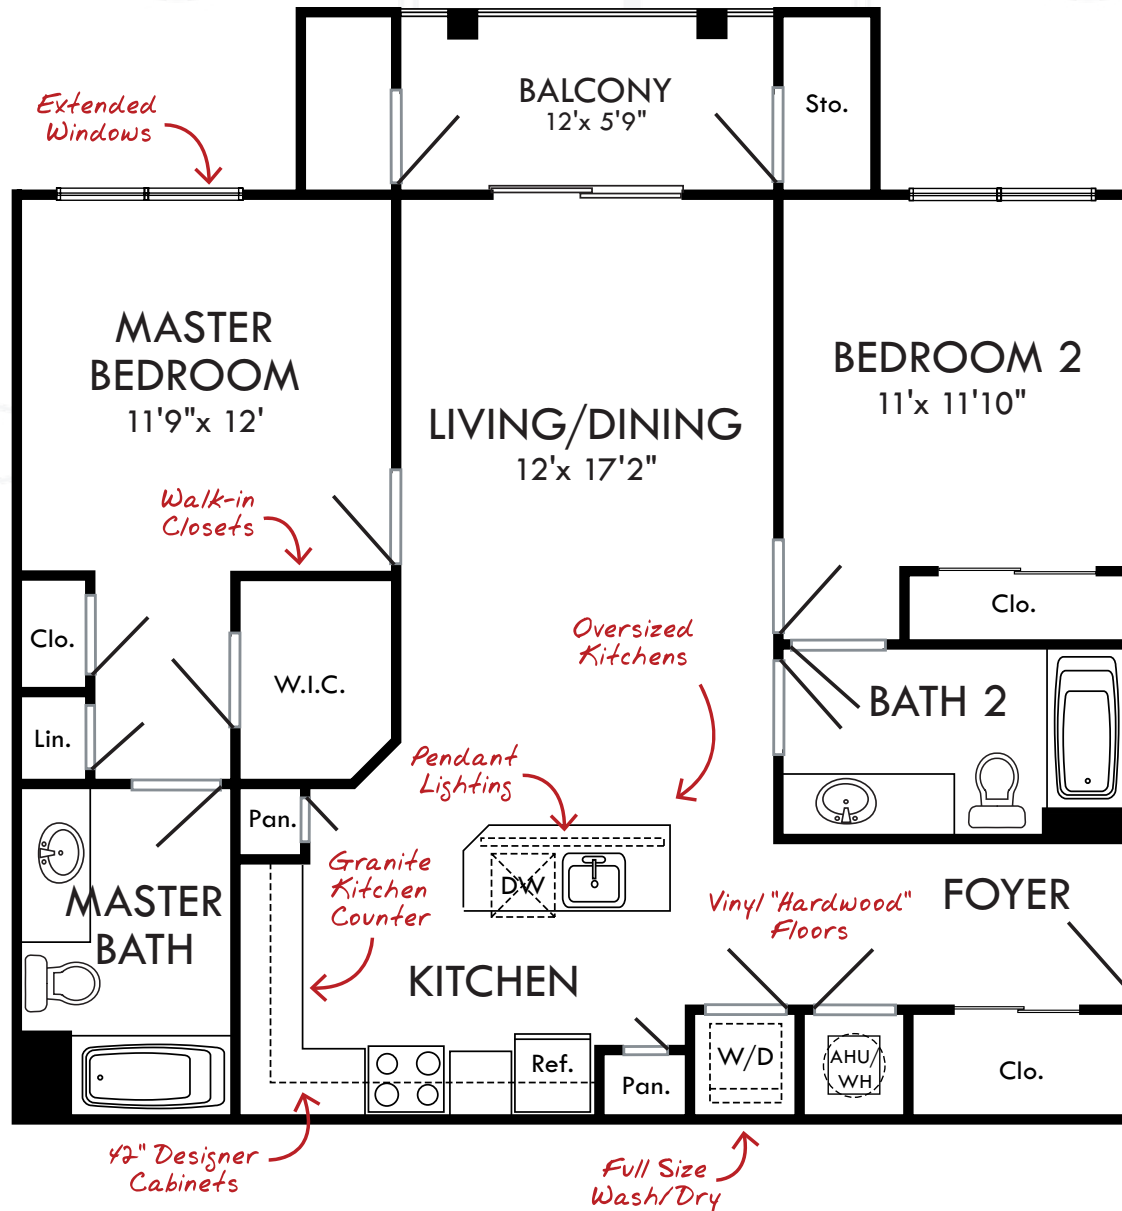 BALCONY
12'x 5'9"
Sto.
Extended
Windows
MASTER
BEDROOM
11'9"x 12'
BEDROOM 2
11'x 11'10"
LIVING/DINING
12'x 17'2"
Walk-in
Closets
Clo.
Clo.
Oversized
Kitchens
W.I.C.
BATH 2
Lin.
Pendant
Lighting
Pan.
Granite
Kitchen
Counter
DW
Vinyl "Hardwood"
Floors
FOYER
MASTER
BATH
KITCHEN
Ref.
W/D
AHU/
WH
Clo.
Pan.
42" Designer
Cabinets
Full Size
Wash/Dry